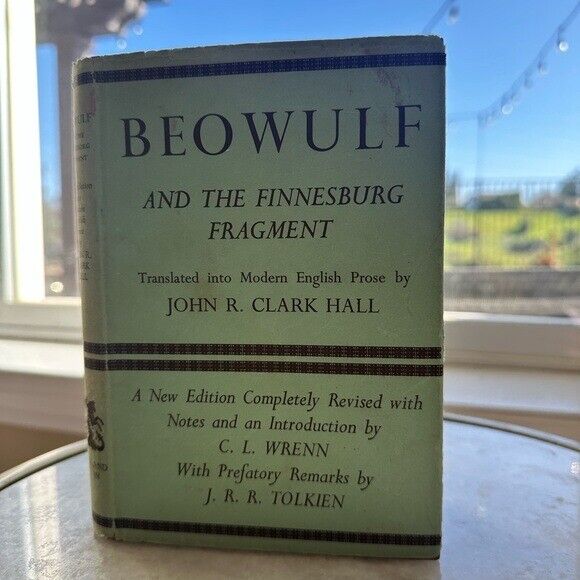 BEOWULF
AND THE FINNESBURG
FRAGMENT
Translated into Modern English Prose by
JOHN R. CLARK HALL
A New Edition Completely Revised with
Notes and an Introduction by
C. L. WRENN
With Prefatory Remarks by
J. R. R. TOLKIEN
HALL